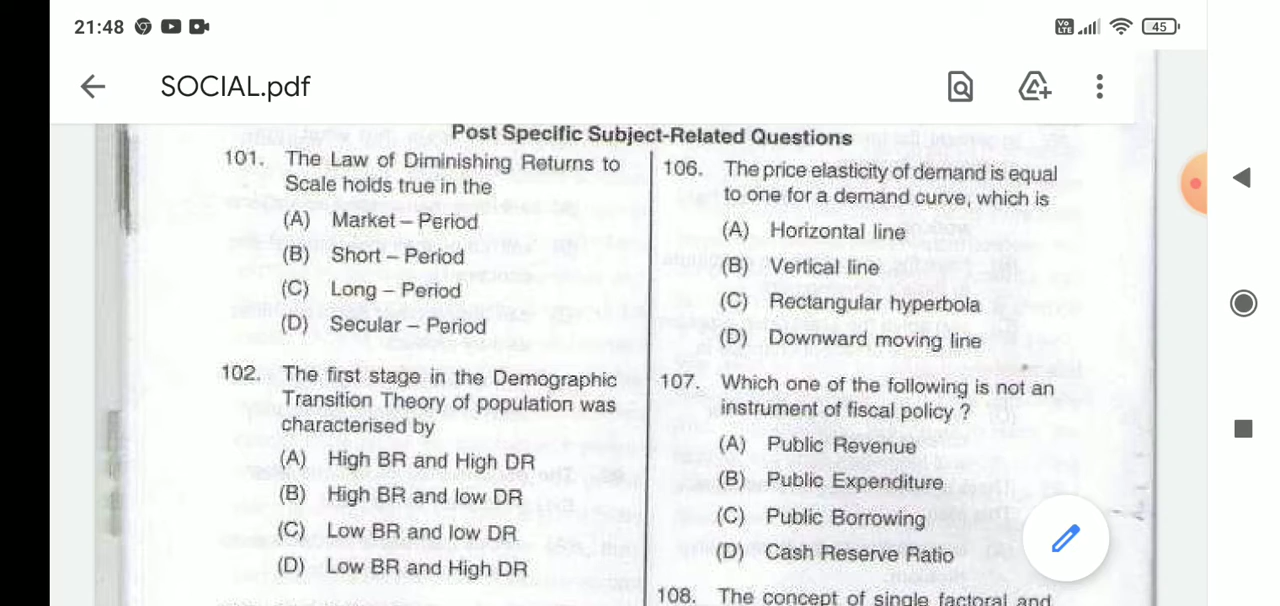 21:48
Vo LTE
45
SOCIAL.pdf
Post Specific Subject-Related Questions
101. The Law of Diminishing Returns to
Scale holds true in the
(A) Market – Period
(B) Short – Period
(C) Long – Period
(D) Secular – Period
102. The first stage in the Demographic
Transition Theory of population was
characterised by
(A) High BR and High DR
(B) High BR and low DR
(C) Low BR and low DR
(D) Low BR and High DR
106. The price elasticity of demand is equal
to one for a demand curve, which is
(A) Horizontal line
(B) Vertical line
(C) Rectangular hyperbola
(D) Downward moving line
107. Which one of the following is not an
instrument of fiscal policy ?
(A) Public Revenue
(B) Public Expenditure
(C) Public Borrowing
(D) Cash Reserve Ratio
108. The concept of single factoral and